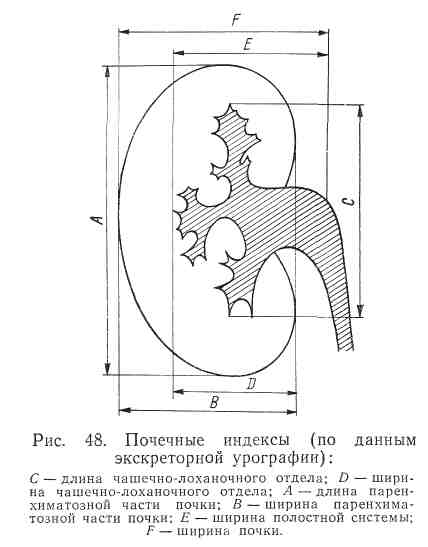 F
E
A
C
D
B
Рис. 48. Почечные индексы (по данным
экскреторной урографии):
С — длина чашечно-лоханочного отдела; D — шири-
на чашечно-лоханочного отдела; А — длина парен-
химатозной части почки; В — ширина паренхима-
тозной части почки; Е — ширина полостной системы;
F — ширина почки.